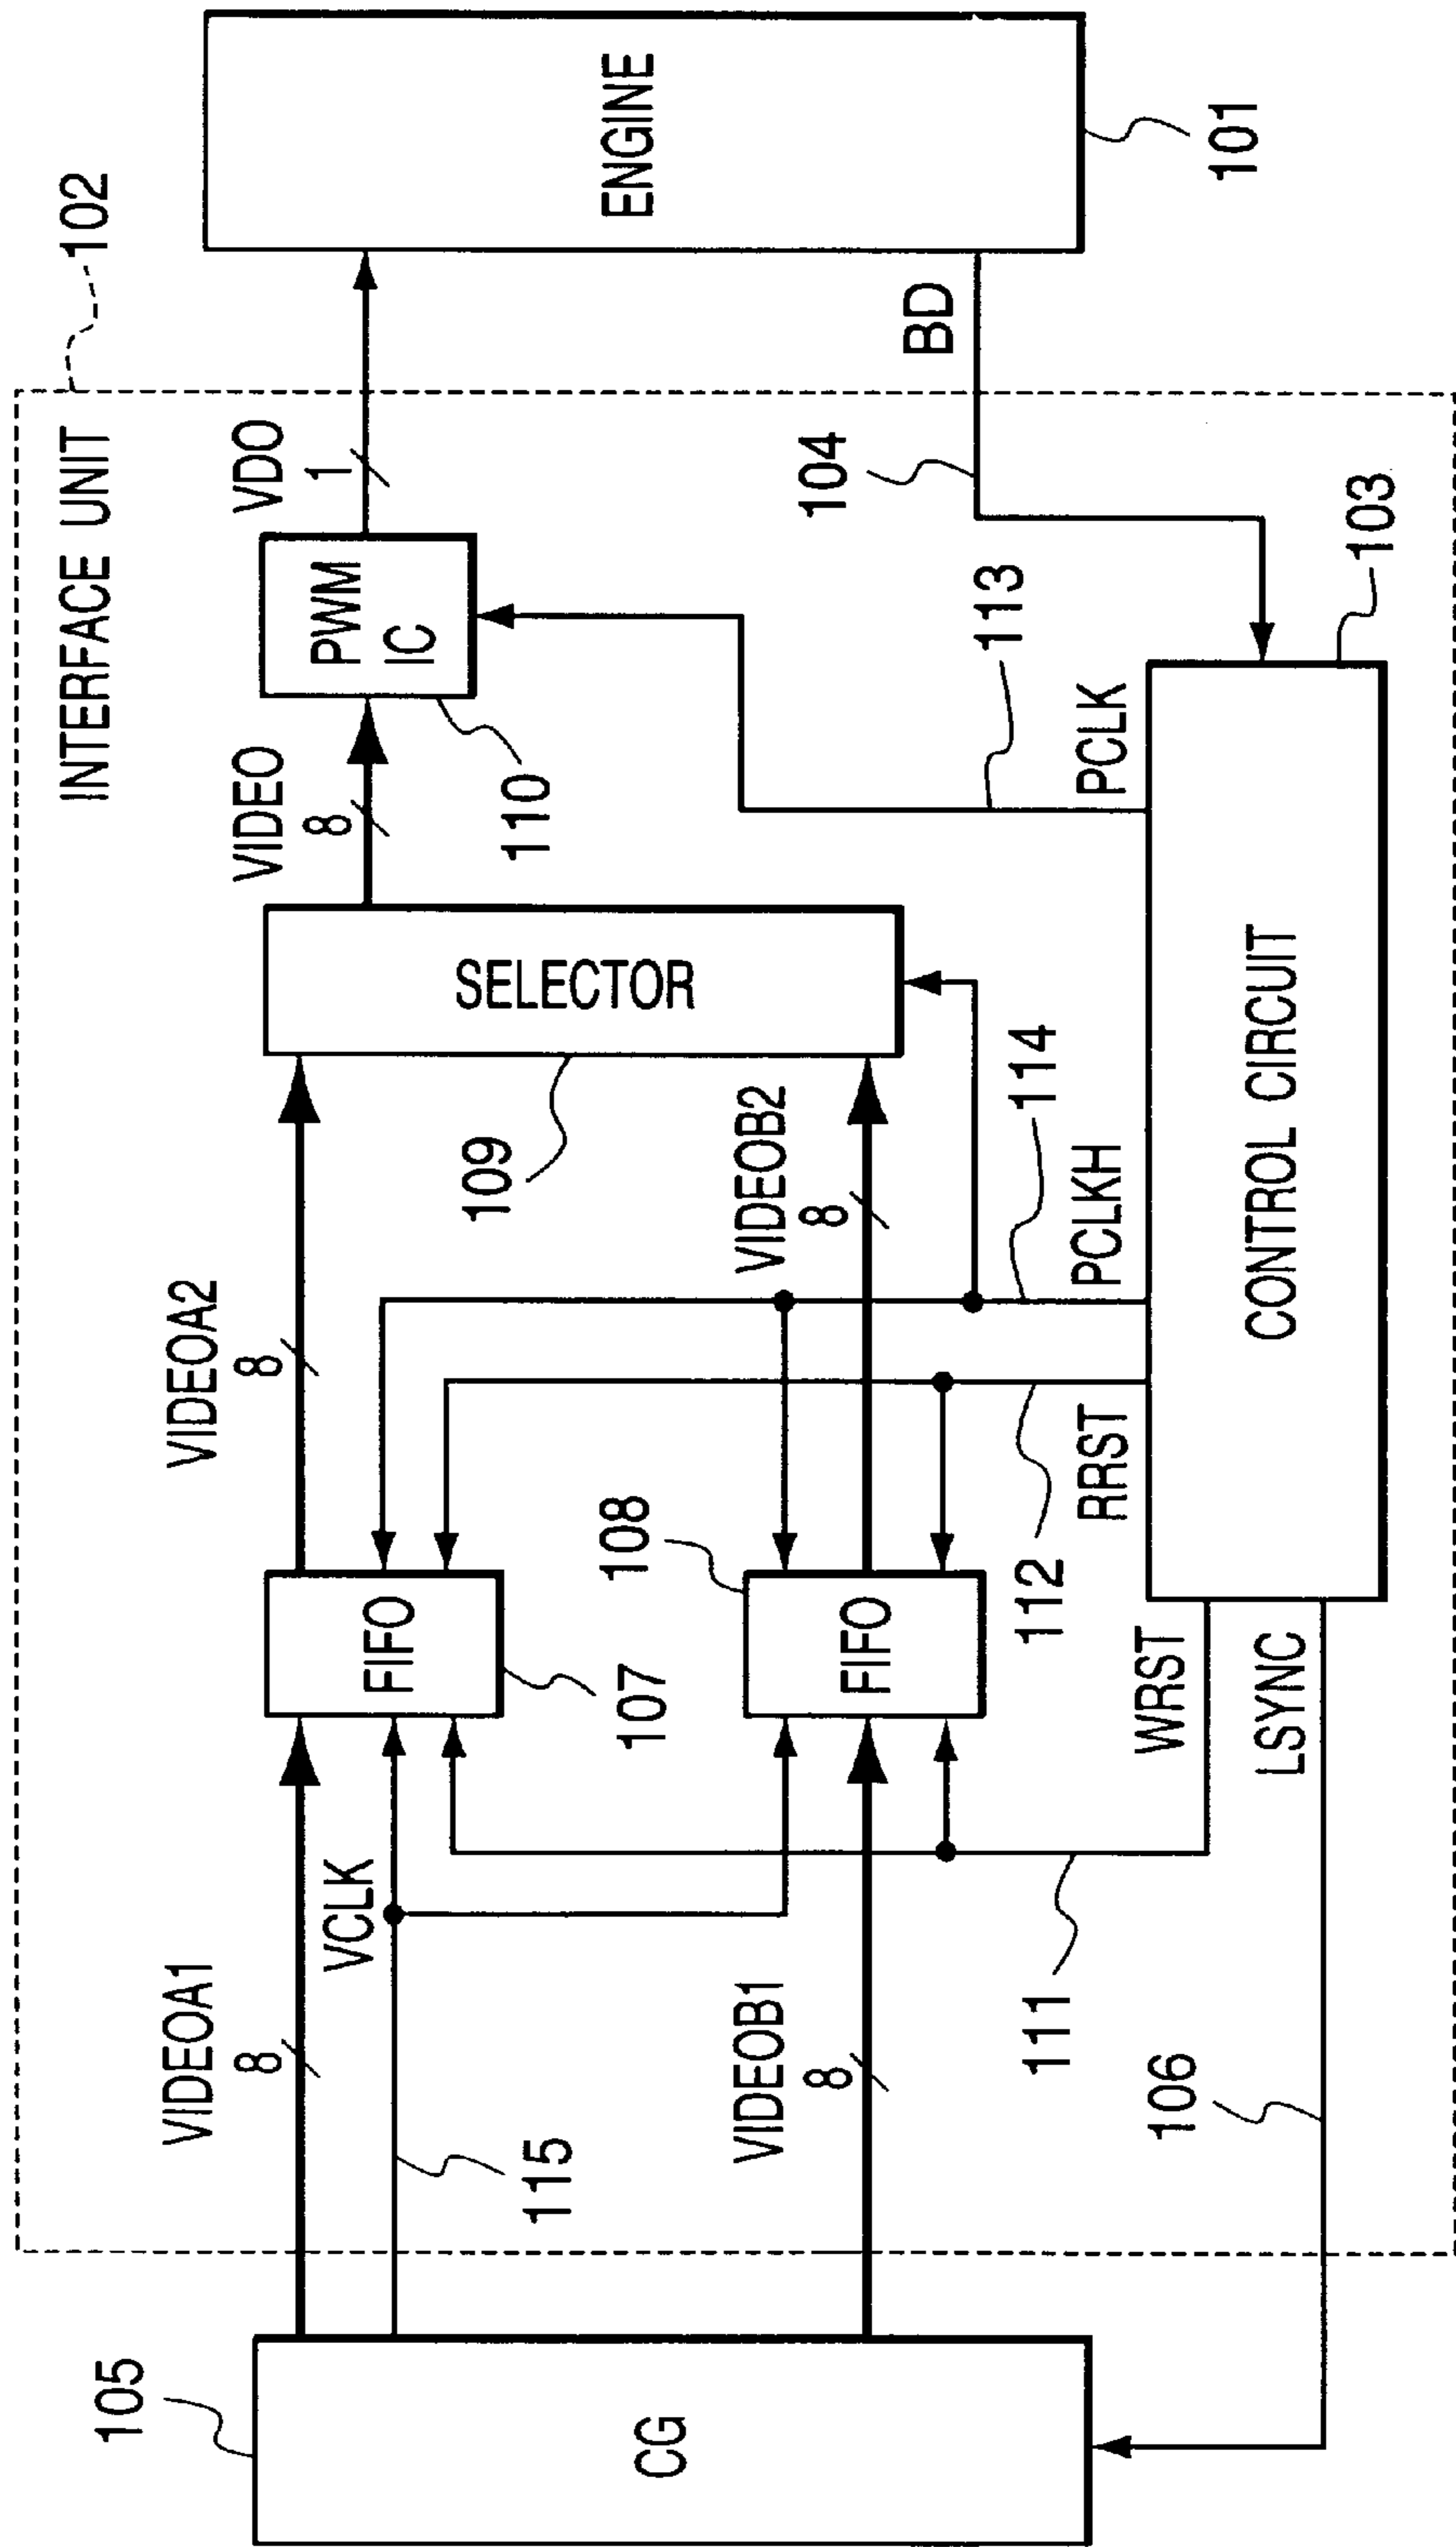 102
INTERFACE UNIT
105
CG
VIDEOA1
8
VCLK
115
VIDEOB1
8
106
111
FIFO
107
108
FIFO
WRST
LSYNC
VIDEOA2
8
112
RRST
VIDEOB2
8
PCLKH
114
109
SELECTOR
CONTROL CIRCUIT
103
VIDEO
8
110
PWM
IC
113
PCLK
VDO
1
104
BD
ENGINE
101